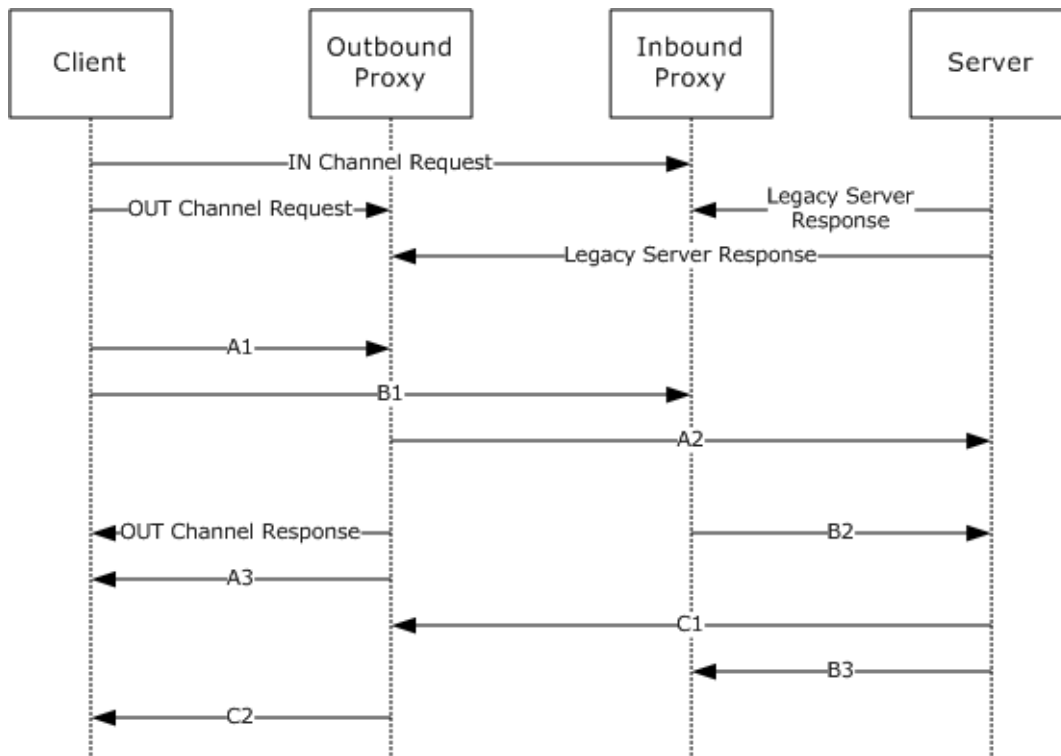 Client
Outbound
Proxy
Inbound
Proxy
Server
IN Channel Request
OUT Channel Request
Legacy Server
Response
Legacy Server Response
A1
B1
A2
OUT Channel Response
B2
A3
C1
B3
C2